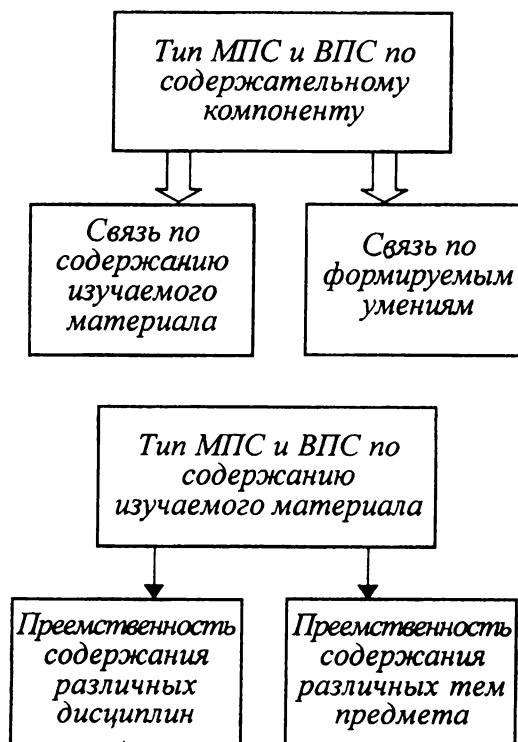 Тип МПС и ВПС по
содержательному
компоненту
Связь по
содержанию
изучаемого
материала
Связь по
формируемым
умениям
Тип МПС и ВПС по
содержанию
изучаемого материала
Преемственность
содержания
различных
дисциплин
Преемственность
содержания
различных тем
предмета